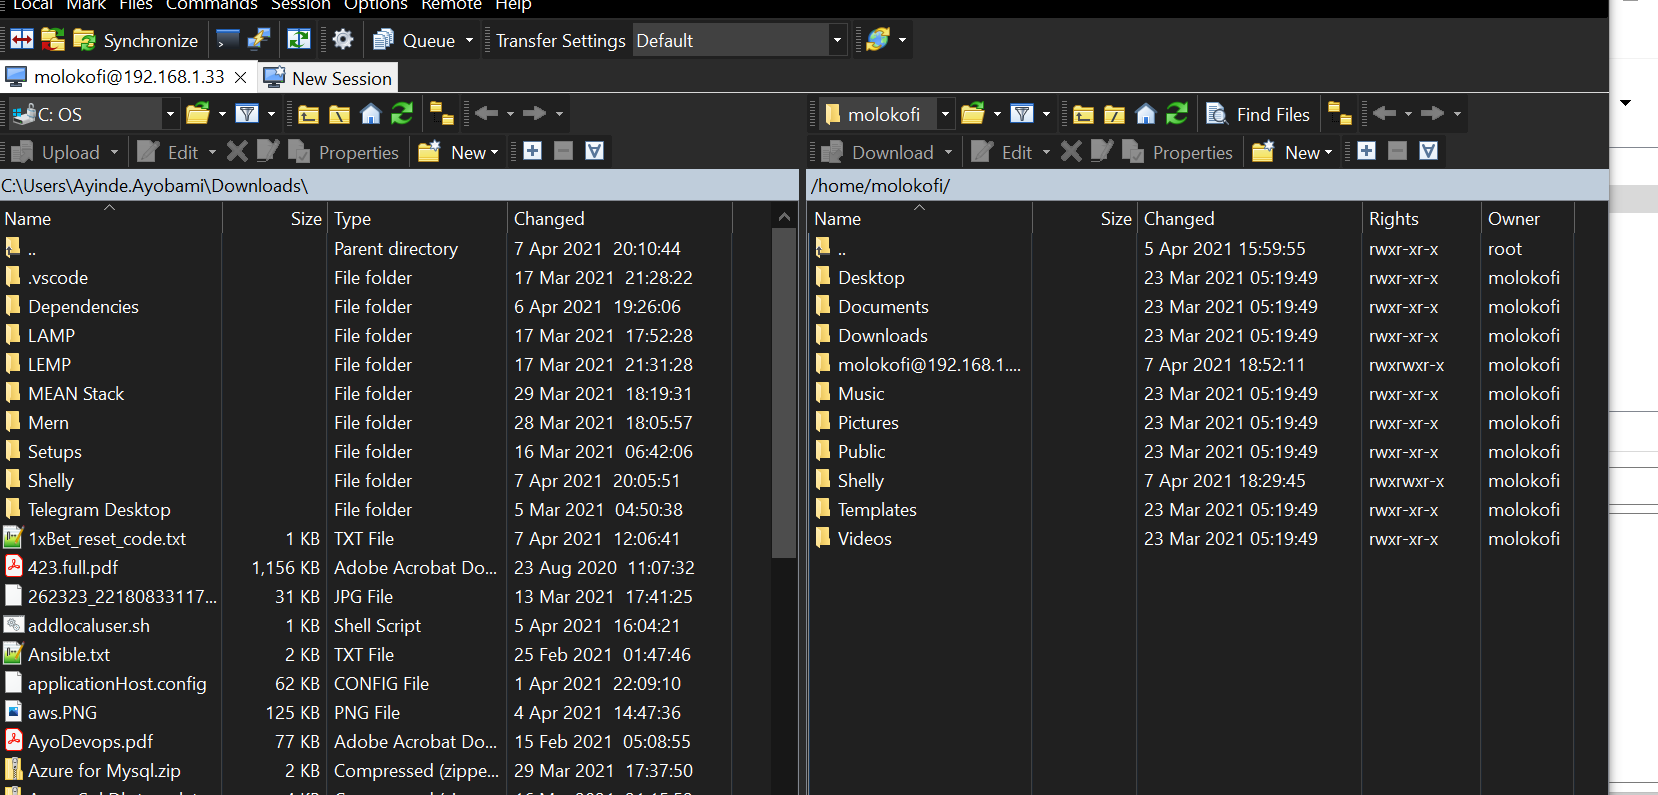 Local Mark Files Commands Session Options Remote Help
Synchronize Queue Transfer Settings Default
molokofi@192.168.1.33 New Session
C: OS
Upload Edit Properties New
C:\Users\Ayinde.Ayobami\Downloads\
Name Size Type Changed
.. Parent directory 7 Apr 2021 20:10:44
.vscode File folder 17 Mar 2021 21:28:22
Dependencies File folder 6 Apr 2021 19:26:06
LAMP File folder 17 Mar 2021 17:52:28
LEMP File folder 17 Mar 2021 21:31:28
MEAN Stack File folder 29 Mar 2021 18:19:31
Mern File folder 28 Mar 2021 18:05:57
Setups File folder 16 Mar 2021 06:42:06
Shelly File folder 7 Apr 2021 20:05:51
Telegram Desktop File folder 5 Mar 2021 04:50:38
1xBet_reset_code.txt 1 KB TXT File 7 Apr 2021 12:06:41
423.full.pdf 1,156 KB Adobe Acrobat Do... 23 Aug 2020 11:07:32
262323_22180833117... 31 KB JPG File 13 Mar 2021 17:41:25
addlocaluser.sh 1 KB Shell Script 5 Apr 2021 16:04:21
Ansible.txt 2 KB TXT File 25 Feb 2021 01:47:46
applicationHost.config 62 KB CONFIG File 1 Apr 2021 22:09:10
aws.PNG 125 KB PNG File 4 Apr 2021 14:47:36
AyoDevops.pdf 77 KB Adobe Acrobat Do... 15 Feb 2021 05:08:55
Azure for Mysql.zip 2 KB Compressed (zippe... 29 Mar 2021 17:37:50
molokofi Find Files
Download Edit Properties New
/home/molokofi/
Name Size Changed Rights Owner
.. 5 Apr 2021 15:59:55 rwxr-xr-x root
Desktop 23 Mar 2021 05:19:49 rwxr-xr-x molokofi
Documents 23 Mar 2021 05:19:49 rwxr-xr-x molokofi
Downloads 23 Mar 2021 05:19:49 rwxr-xr-x molokofi
molokofi@192.168.1.... 7 Apr 2021 18:52:11 rwxrwxr-x molokofi
Music 23 Mar 2021 05:19:49 rwxr-xr-x molokofi
Pictures 23 Mar 2021 05:19:49 rwxr-xr-x molokofi
Public 23 Mar 2021 05:19:49 rwxr-xr-x molokofi
Shelly 7 Apr 2021 18:29:45 rwxrwxr-x molokofi
Templates 23 Mar 2021 05:19:49 rwxr-xr-x molokofi
Videos 23 Mar 2021 05:19:49 rwxr-xr-x molokofi